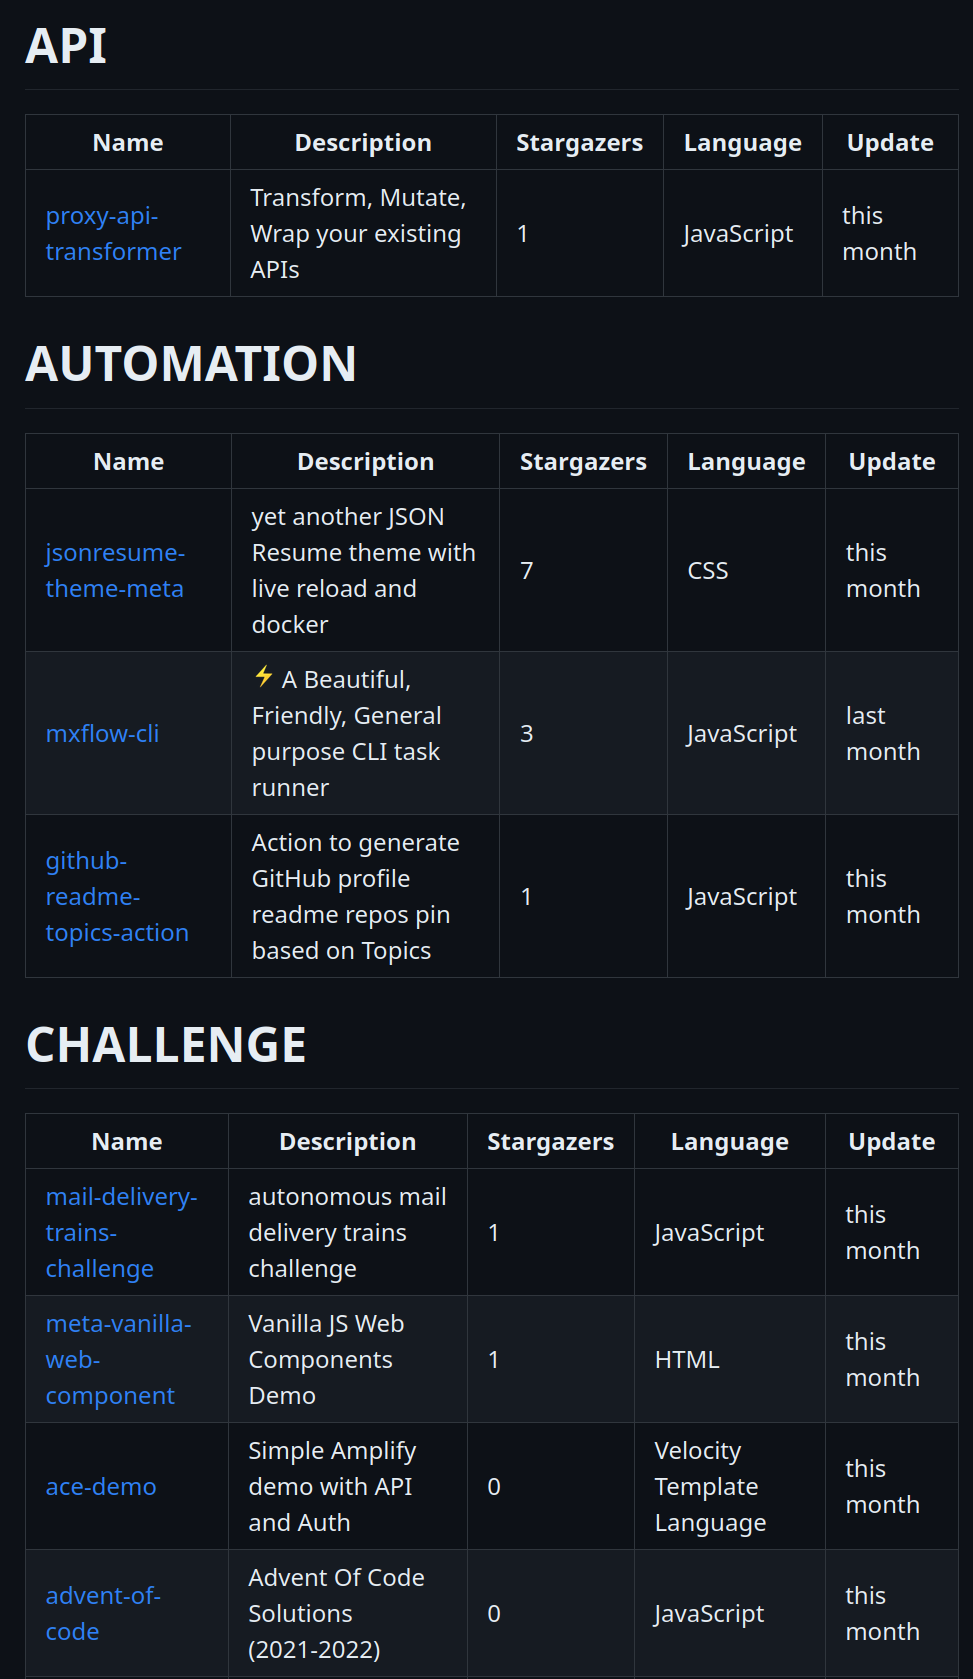 API
Name Description Stargazers Language Update
proxy-api-
transformer
Transform, Mutate,
Wrap your existing
APIs
1
JavaScript
this
month
AUTOMATION
Name Description Stargazers Language Update
jsonresume-
theme-meta
yet another JSON
Resume theme with
live reload and
docker
7
CSS
this
month
mxflow-cli
⚡ A Beautiful,
Friendly, General
purpose CLI task
runner
3
JavaScript
last
month
github-
readme-
topics-action
Action to generate
GitHub profile
readme repos pin
based on Topics
1
JavaScript
this
month
CHALLENGE
Name Description Stargazers Language Update
mail-delivery-
trains-
challenge
autonomous mail
delivery trains
challenge
1
JavaScript
this
month
meta-vanilla-
web-
component
Vanilla JS Web
Components
Demo
1
HTML
this
month
ace-demo
Simple Amplify
demo with API
and Auth
0
Velocity
Template
Language
this
month
advent-of-
code
Advent Of Code
Solutions
(2021-2022)
0
JavaScript
this
month